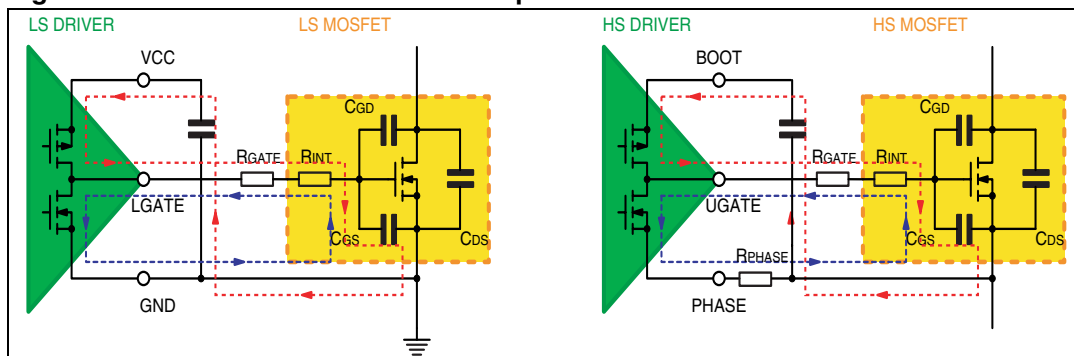 LS DRIVER
LS MOSFET
VCC
CGD
RGATE
RINT
LGATE
CGS
CDS
GND
HS DRIVER
HS MOSFET
BOOT
CGD
RGATE
RINT
UGATE
CGS
CDS
RPHASE
PHASE